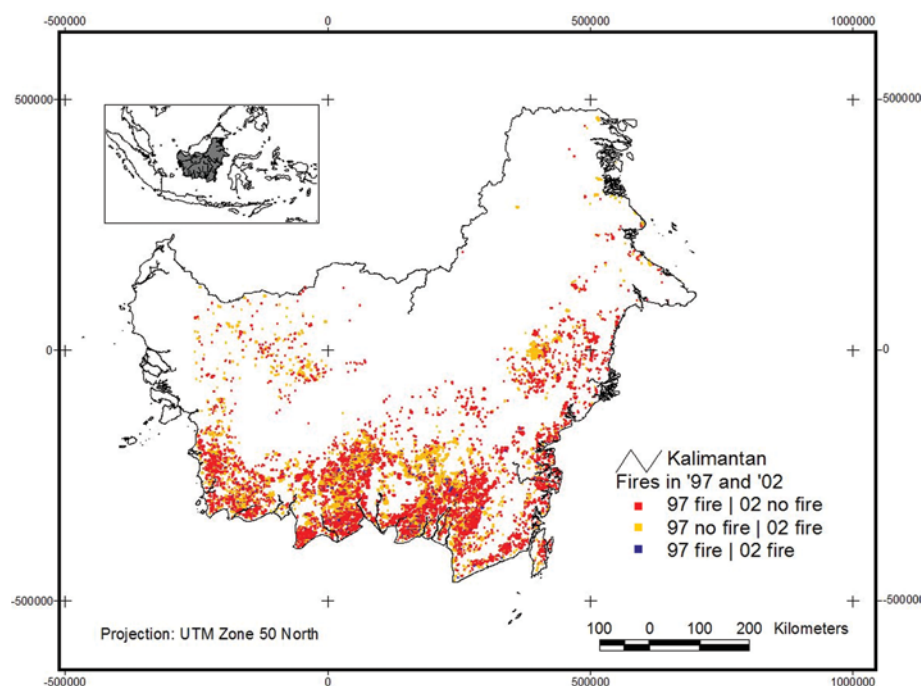 -500000 0 500000 1000000
500000 500000
0 0
Kalimantan
Fires in '97 and '02
97 fire | 02 no fire
97 no fire | 02 fire
97 fire | 02 fire
-500000 -500000
Projection: UTM Zone 50 North
100 0 100 200 Kilometers
-500000 0 500000 1000000